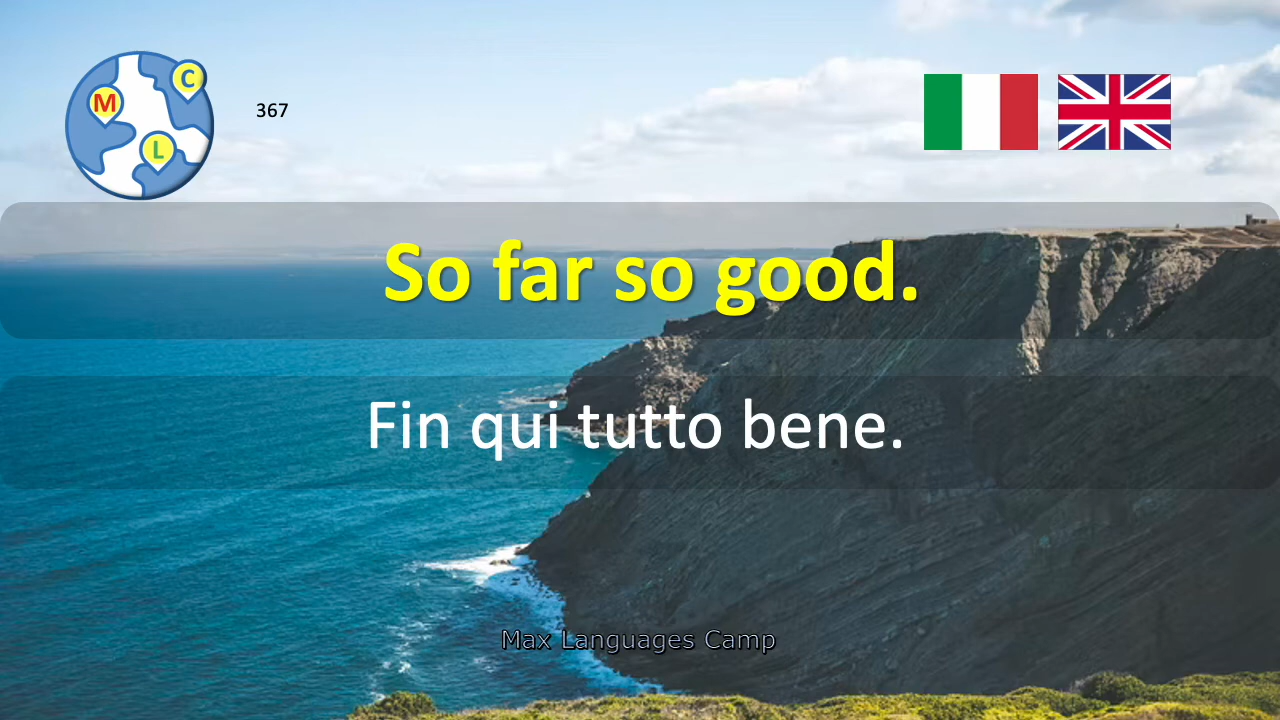 M
C
L
367
So far so good.
Fin qui tutto bene.
Max Languages Camp